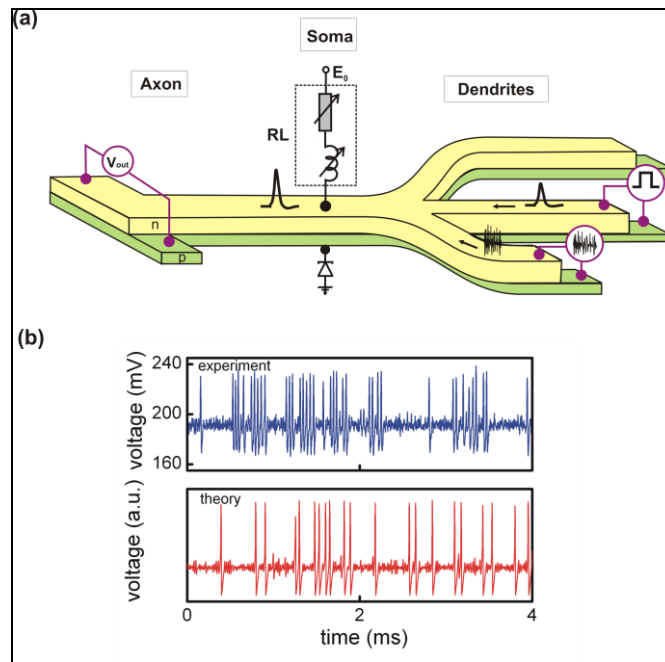 (a)
Soma
Axon
E₀
Dendrites
RL
Vout
n
p
(b)
240
experiment
200
160
voltage (mV)
theory
voltage (a.u.)
0
2
4
time (ms)